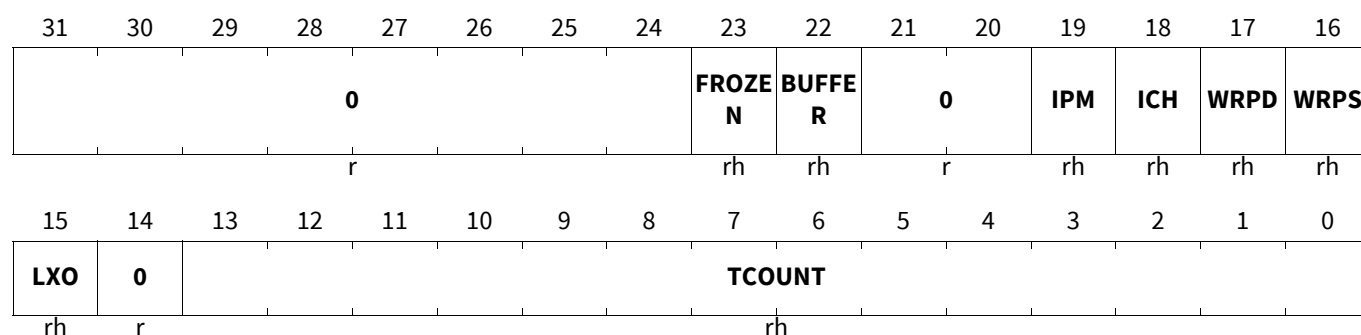 31 30 29 28 27 26 25 24 23 22 21 20 19 18 17 16
0 FROZE N BUFFE R 0 IPM ICH WRPD WRPS
r rh rh r rh rh rh rh
15 14 13 12 11 10 9 8 7 6 5 4 3 2 1 0
LXO 0 TCOUNT
rh r rh